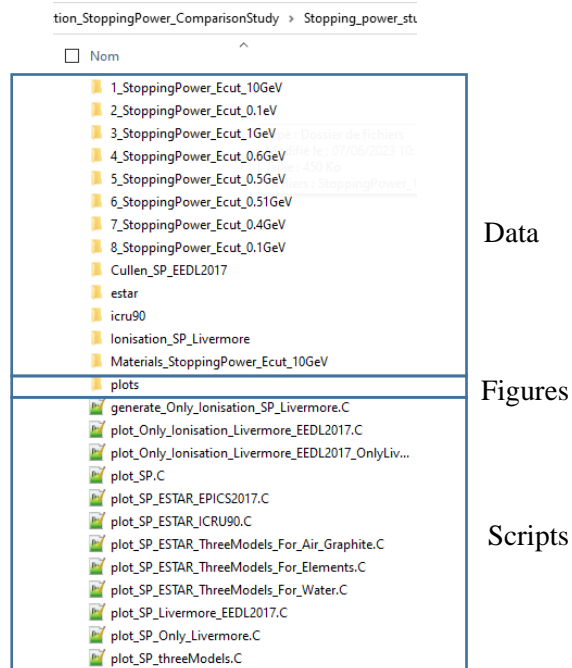 tion_StoppingPower_ComparisonStudy > Stopping_power_stu
Nom
1_StoppingPower_Ecut_10GeV
2_StoppingPower_Ecut_0.1eV
3_StoppingPower_Ecut_1GeV
4_StoppingPower_Ecut_0.6GeV
5_StoppingPower_Ecut_0.5GeV
6_StoppingPower_Ecut_0.51GeV
7_StoppingPower_Ecut_0.4GeV
8_StoppingPower_Ecut_0.1GeV
Cullen_SP_EEDL2017
estar
icru90
Ionisation_SP_Livermore
Materials_StoppingPower_Ecut_10GeV
Data
plots
Figures
generate_Only_Ionisation_SP_Livermore.C
plot_Only_Ionisation_Livermore_EEDL2017.C
plot_Only_Ionisation_Livermore_EEDL2017_OnlyLiv...
plot_SP.C
plot_SP_ESTAR_EPICS2017.C
plot_SP_ESTAR_ICRU90.C
plot_SP_ESTAR_ThreeModels_For_Air_Graphite.C
plot_SP_ESTAR_ThreeModels_For_Elements.C
plot_SP_ESTAR_ThreeModels_For_Water.C
plot_SP_Livermore_EEDL2017.C
plot_SP_Only_Livermore.C
plot_SP_threeModels.C
Scripts